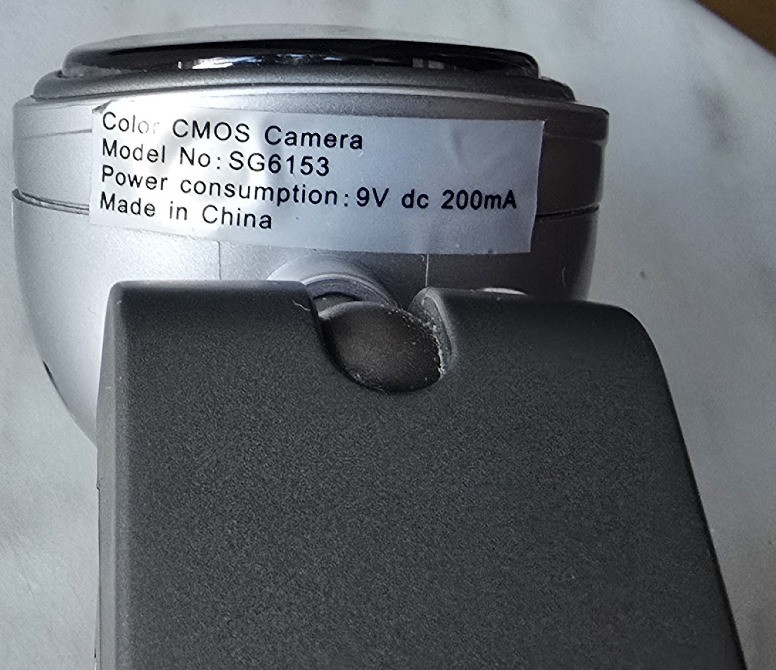 Color CMOS Camera
Model No:SG6153
Power consumption:9V dc 200mA
Made in China